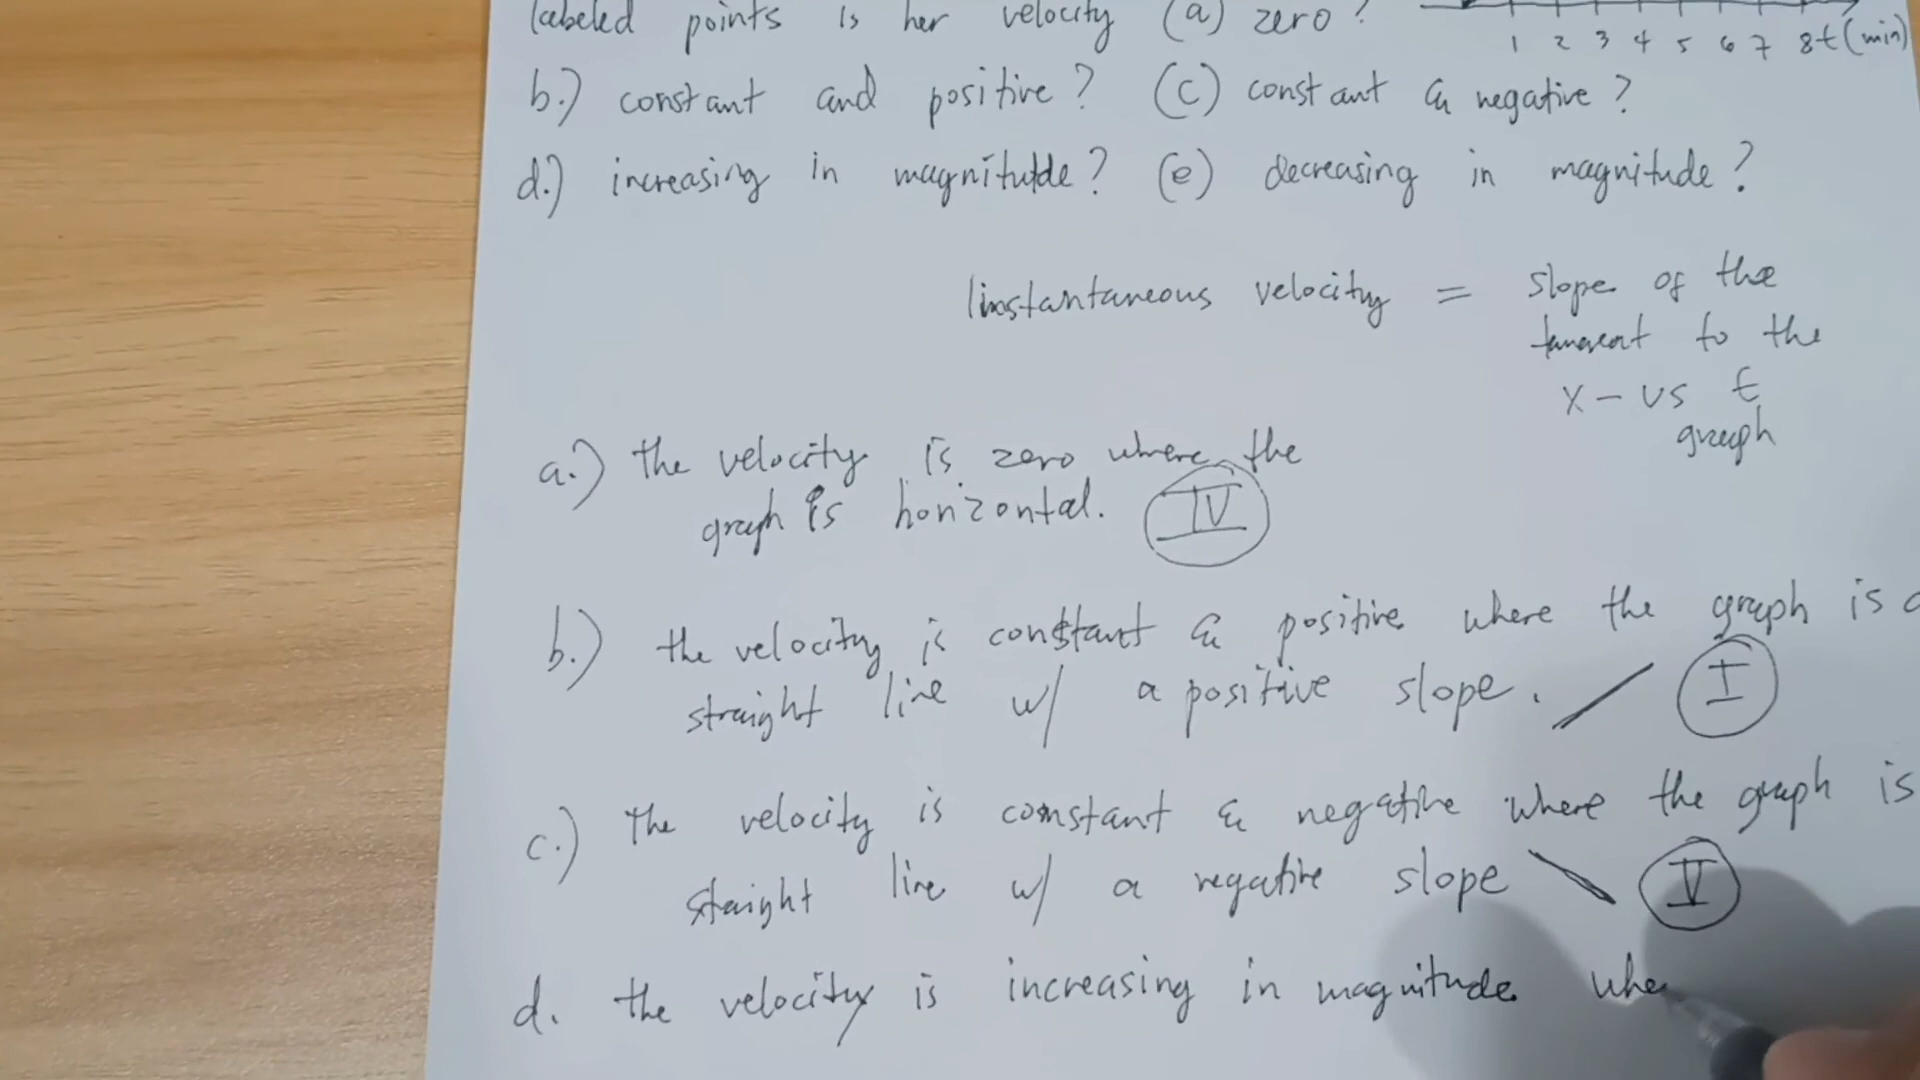 labeled points is her velocity (a) zero?
1 2 3 4 5 6 7 8 t (min)
b.) constant and positive? (c) constant & negative?
d.) increasing in magnitude? (e) decreasing in magnitude?
instantaneous velocity = slope of the
tangent to the
x - vs t
graph
a.) the velocity is zero where the
graph is horizontal. IV
b.) the velocity is constant & positive where the graph is a
straight line w/ a positive slope. I
c.) the velocity is constant & negative where the graph is
straight line w/ a negative slope V
d. the velocity is increasing in magnitude whe